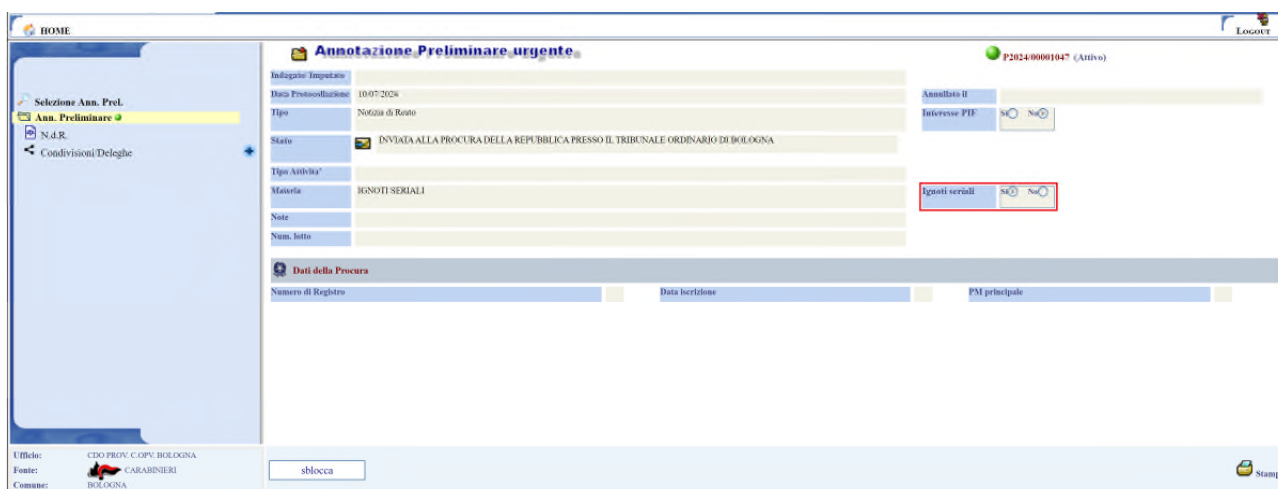 HOME
LOGOUT
Annotazione Preliminare urgente
P2024/00001047 (Attivo)
Indagato/Imputato
Data Protocollazione 10/07/2024 Annullato il
Selezione Ann. Prel.
Ann. Preliminare
Tipo Notizia di Reato Interesse PIF Si No
N.d.R.
Condivisioni/Deleghe
Stato INVIATA ALLA PROCURA DELLA REPUBBLICA PRESSO IL TRIBUNALE ORDINARIO DI BOLOGNA
Tipo Attivita'
Materia IGNOTI SERIALI Ignoti seriali Si No
Note
Num. lotto
Dati della Procura
Numero di Registro Data iscrizione PM principale
Ufficio: CDO PROV. C.OPV. BOLOGNA
Fonte: CARABINIERI
Comune: BOLOGNA
sblocca
Stamp